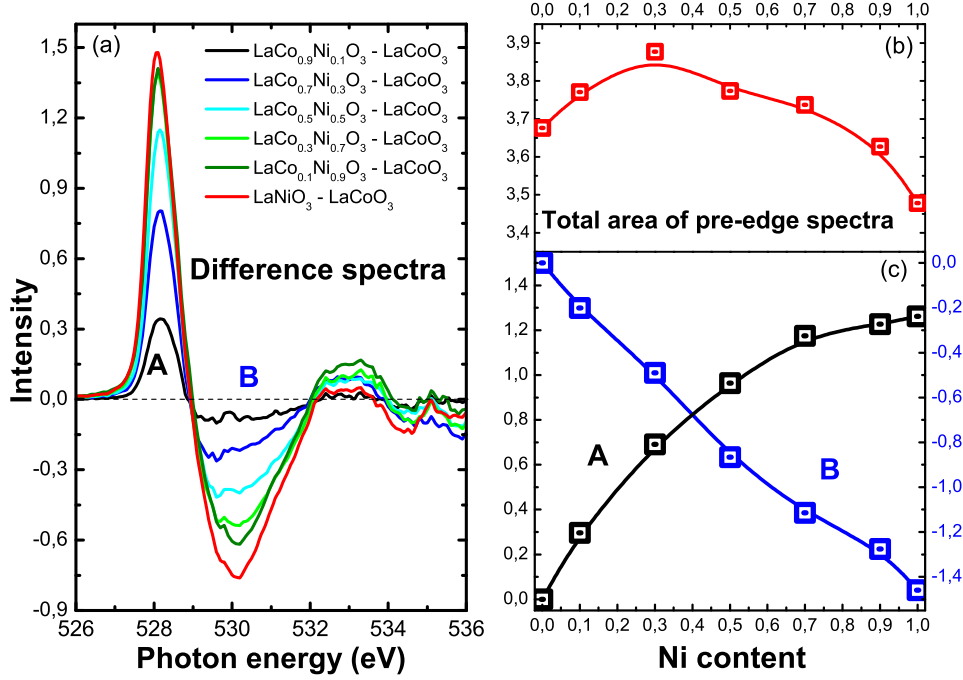 (a)
1,5
1,2
0,9
0,6
0,3
0,0
-0,3
-0,6
-0,9
Intensity
LaCo₀.₉Ni₀.₁O₃ - LaCoO₃
LaCo₀.₇Ni₀.₃O₃ - LaCoO₃
LaCo₀.₅Ni₀.₅O₃ - LaCoO₃
LaCo₀.₃Ni₀.₇O₃ - LaCoO₃
LaCo₀.₁Ni₀.₉O₃ - LaCoO₃
LaNiO₃ - LaCoO₃
Difference spectra
A
B
526 528 530 532 534 536
Photon energy (eV)
0,0 0,1 0,2 0,3 0,4 0,5 0,6 0,7 0,8 0,9 1,0
(b)
3,9
3,8
3,7
3,6
3,5
3,4
Total area of pre-edge spectra
(c)
1,4
1,2
1,0
0,8
0,6
0,4
0,2
0,0
A
B
0,0
-0,2
-0,4
-0,6
-0,8
-1,0
-1,2
-1,4
0,0 0,1 0,2 0,3 0,4 0,5 0,6 0,7 0,8 0,9 1,0
Ni content